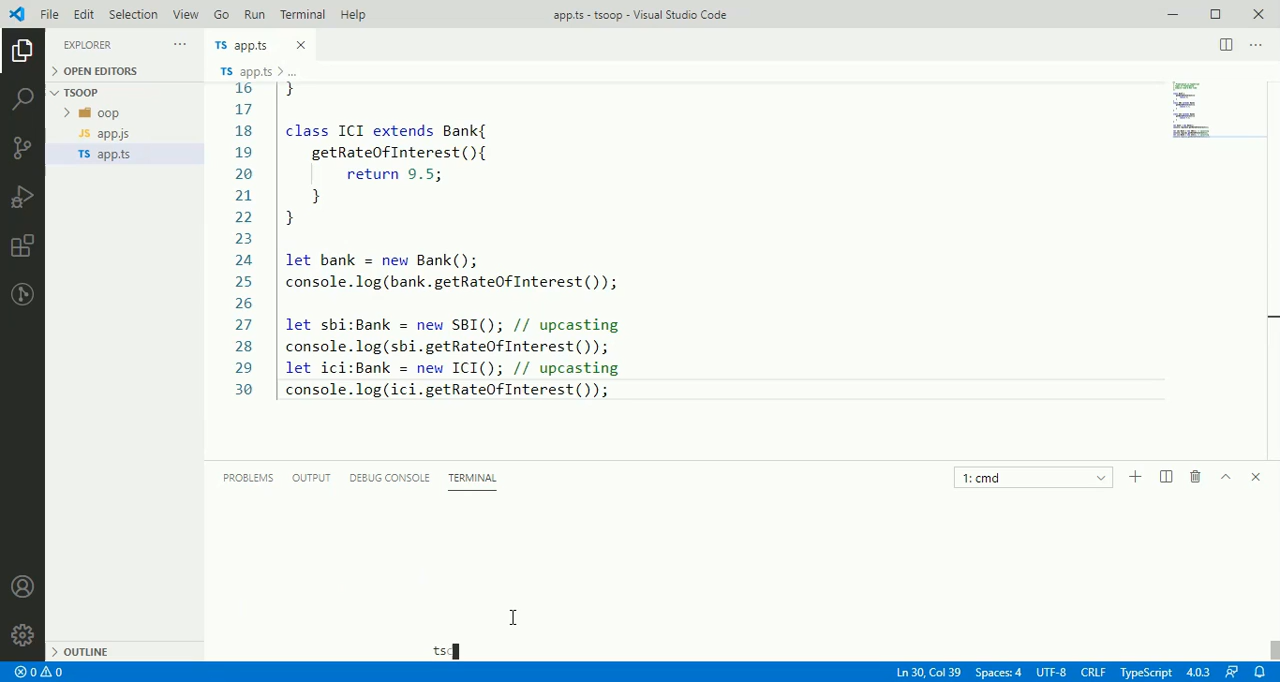 File Edit Selection View Go Run Terminal Help app.ts - tsoop - Visual Studio Code
EXPLORER ... TS app.ts
OPEN EDITORS
TS app.ts > ...
TSOOP
oop
JS app.js
TS app.ts
16 }
17
18 class ICI extends Bank{
19 getRateOfInterest(){
20 return 9.5;
21 }
22 }
23
24 let bank = new Bank();
25 console.log(bank.getRateOfInterest());
26
27 let sbi:Bank = new SBI(); // upcasting
28 console.log(sbi.getRateOfInterest());
29 let ici:Bank = new ICI(); // upcasting
30 console.log(ici.getRateOfInterest());
PROBLEMS OUTPUT DEBUG CONSOLE TERMINAL 1: cmd
tsc
OUTLINE
0 0 Ln 30, Col 39 Spaces: 4 UTF-8 CRLF TypeScript 4.0.3